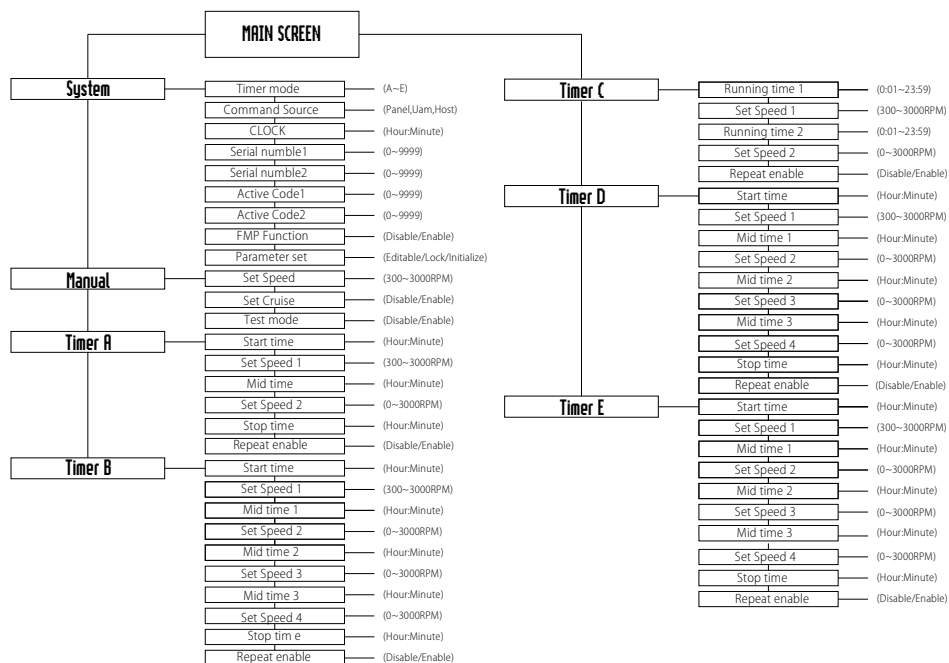 MAIN SCREEN
System
Timer mode (A~E)
Command Source (Panel,Uam,Host)
CLOCK (Hour:Minute)
Serial numble1 (0~9999)
Serial numble2 (0~9999)
Active Code1 (0~9999)
Active Code2 (0~9999)
FMP Function (Disable/Enable)
Parameter set (Editable/Lock/Initialize)
Manual
Set Speed (300~3000RPM)
Set Cruise (Disable/Enable)
Test mode (Disable/Enable)
Timer A
Start time (Hour:Minute)
Set Speed 1 (300~3000RPM)
Mid time (Hour:Minute)
Set Speed 2 (0~3000RPM)
Stop time (Hour:Minute)
Repeat enable (Disable/Enable)
Timer B
Start time (Hour:Minute)
Set Speed 1 (300~3000RPM)
Mid time 1 (Hour:Minute)
Set Speed 2 (0~3000RPM)
Mid time 2 (Hour:Minute)
Set Speed 3 (0~3000RPM)
Mid time 3 (Hour:Minute)
Set Speed 4 (0~3000RPM)
Stop tim e (Hour:Minute)
Repeat enable (Disable/Enable)
Timer C
Running time 1 (0:01~23:59)
Set Speed 1 (300~3000RPM)
Running time 2 (0:01~23:59)
Set Speed 2 (0~3000RPM)
Repeat enable (Disable/Enable)
Timer D
Start time (Hour:Minute)
Set Speed 1 (300~3000RPM)
Mid time 1 (Hour:Minute)
Set Speed 2 (0~3000RPM)
Mid time 2 (Hour:Minute)
Set Speed 3 (0~3000RPM)
Mid time 3 (Hour:Minute)
Set Speed 4 (0~3000RPM)
Stop time (Hour:Minute)
Repeat enable (Disable/Enable)
Timer E
Start time (Hour:Minute)
Set Speed 1 (300~3000RPM)
Mid time 1 (Hour:Minute)
Set Speed 2 (0~3000RPM)
Mid time 2 (Hour:Minute)
Set Speed 3 (0~3000RPM)
Mid time 3 (Hour:Minute)
Set Speed 4 (0~3000RPM)
Stop time (Hour:Minute)
Repeat enable (Disable/Enable)